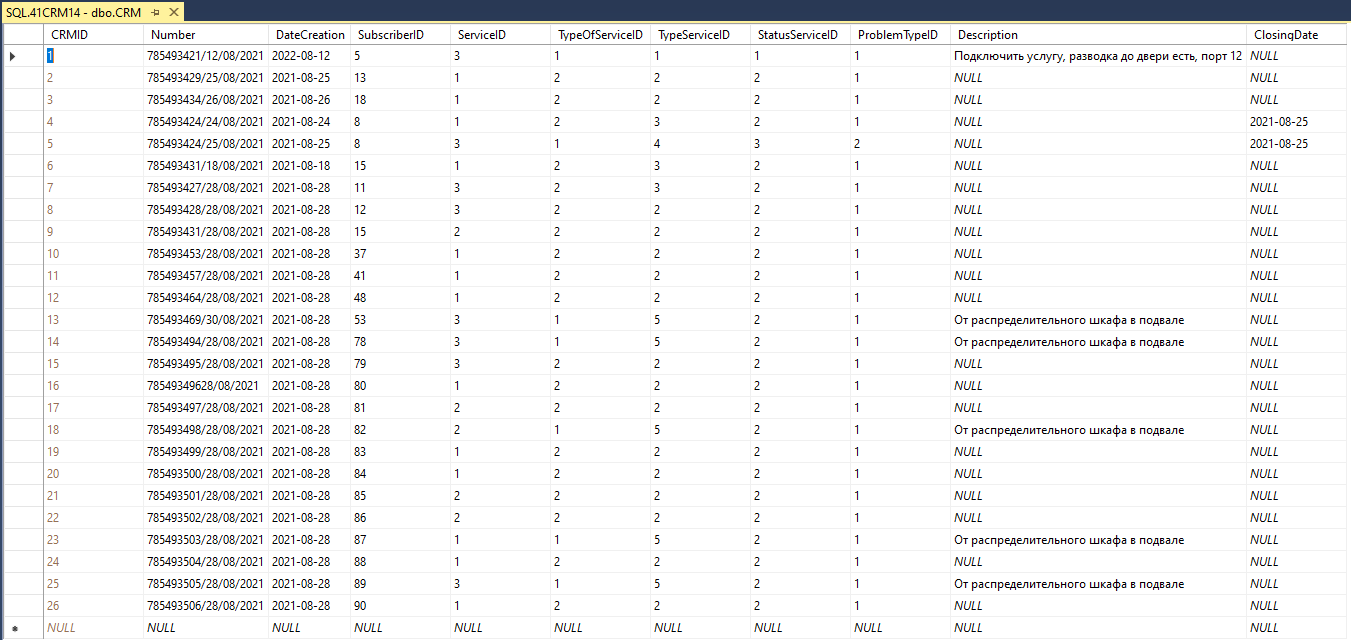 SQL.41CRM14 - dbo.CRM
CRMID Number DateCreation SubscriberID ServiceID TypeOfServiceID TypeServiceID StatusServiceID ProblemTypeID Description ClosingDate
1 785493421/12/08/2021 2022-08-12 5 3 1 1 1 1 Подключить услугу, разводка до двери есть, порт 12 NULL
2 785493429/25/08/2021 2021-08-25 13 1 2 2 2 1 NULL NULL
3 785493434/26/08/2021 2021-08-26 18 1 2 2 2 1 NULL NULL
4 785493424/24/08/2021 2021-08-24 8 1 2 3 2 1 NULL 2021-08-25
5 785493424/25/08/2021 2021-08-25 8 3 1 4 3 2 NULL 2021-08-25
6 785493431/18/08/2021 2021-08-18 15 1 2 3 2 1 NULL NULL
7 785493427/28/08/2021 2021-08-28 11 3 2 3 2 1 NULL NULL
8 785493428/28/08/2021 2021-08-28 12 3 2 2 2 1 NULL NULL
9 785493431/28/08/2021 2021-08-28 15 2 2 2 2 1 NULL NULL
10 785493453/28/08/2021 2021-08-28 37 1 2 2 2 1 NULL NULL
11 785493457/28/08/2021 2021-08-28 41 1 2 2 2 1 NULL NULL
12 785493464/28/08/2021 2021-08-28 48 1 2 2 2 1 NULL NULL
13 785493469/30/08/2021 2021-08-28 53 3 1 5 2 1 От распределительного шкафа в подвале NULL
14 785493494/28/08/2021 2021-08-28 78 3 1 5 2 1 От распределительного шкафа в подвале NULL
15 785493495/28/08/2021 2021-08-28 79 3 2 2 2 1 NULL NULL
16 78549349628/08/2021 2021-08-28 80 1 2 2 2 1 NULL NULL
17 785493497/28/08/2021 2021-08-28 81 2 2 2 2 1 NULL NULL
18 785493498/28/08/2021 2021-08-28 82 2 1 5 2 1 От распределительного шкафа в подвале NULL
19 785493499/28/08/2021 2021-08-28 83 1 2 2 2 1 NULL NULL
20 785493500/28/08/2021 2021-08-28 84 1 2 2 2 1 NULL NULL
21 785493501/28/08/2021 2021-08-28 85 2 2 2 2 1 NULL NULL
22 785493502/28/08/2021 2021-08-28 86 2 2 2 2 1 NULL NULL
23 785493503/28/08/2021 2021-08-28 87 1 1 5 2 1 От распределительного шкафа в подвале NULL
24 785493504/28/08/2021 2021-08-28 88 1 2 2 2 1 NULL NULL
25 785493505/28/08/2021 2021-08-28 89 3 1 5 2 1 От распределительного шкафа в подвале NULL
26 785493506/28/08/2021 2021-08-28 90 1 2 2 2 1 NULL NULL
NULL NULL NULL NULL NULL NULL NULL NULL NULL NULL NULL